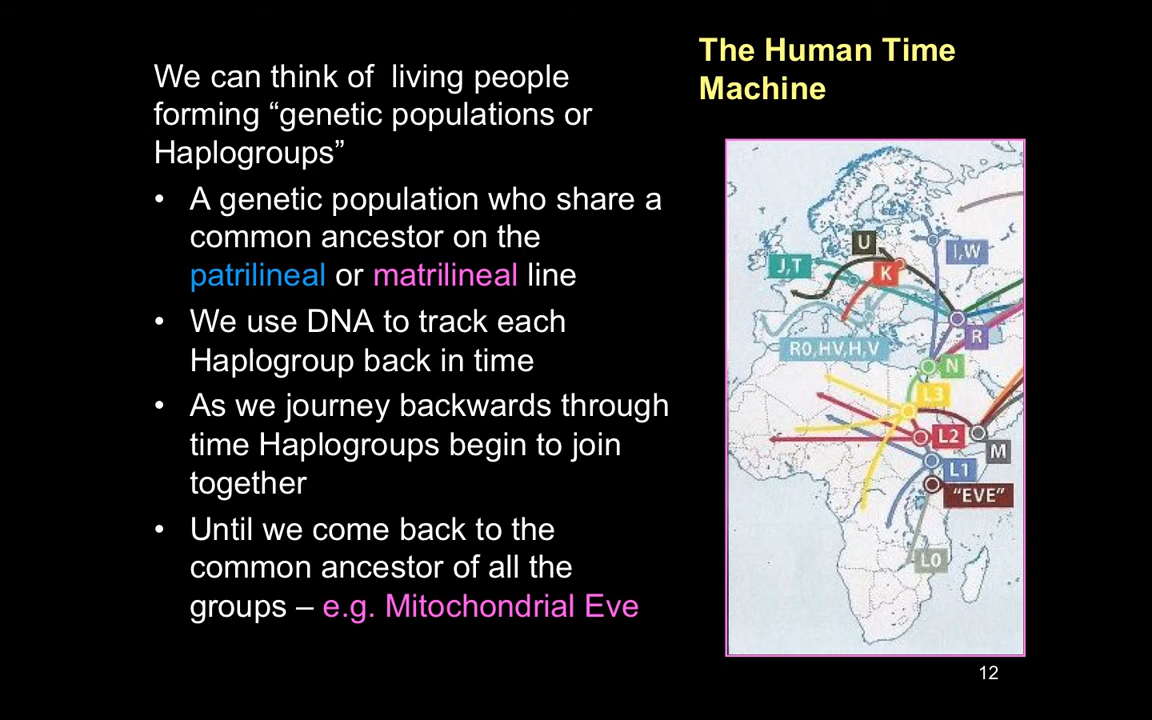 The Human Time
Machine
We can think of  living people
forming “genetic populations or
Haplogroups”
• A genetic population who share a
common ancestor on the
patrilineal or matrilineal line
• We use DNA to track each
Haplogroup back in time
• As we journey backwards through
time Haplogroups begin to join
together
• Until we come back to the
common ancestor of all the
groups – e.g. Mitochondrial Eve
U
I,W
J,T
K
R
R0,HV,H,V
N
L3
L2
M
L1
“EVE”
L0
12